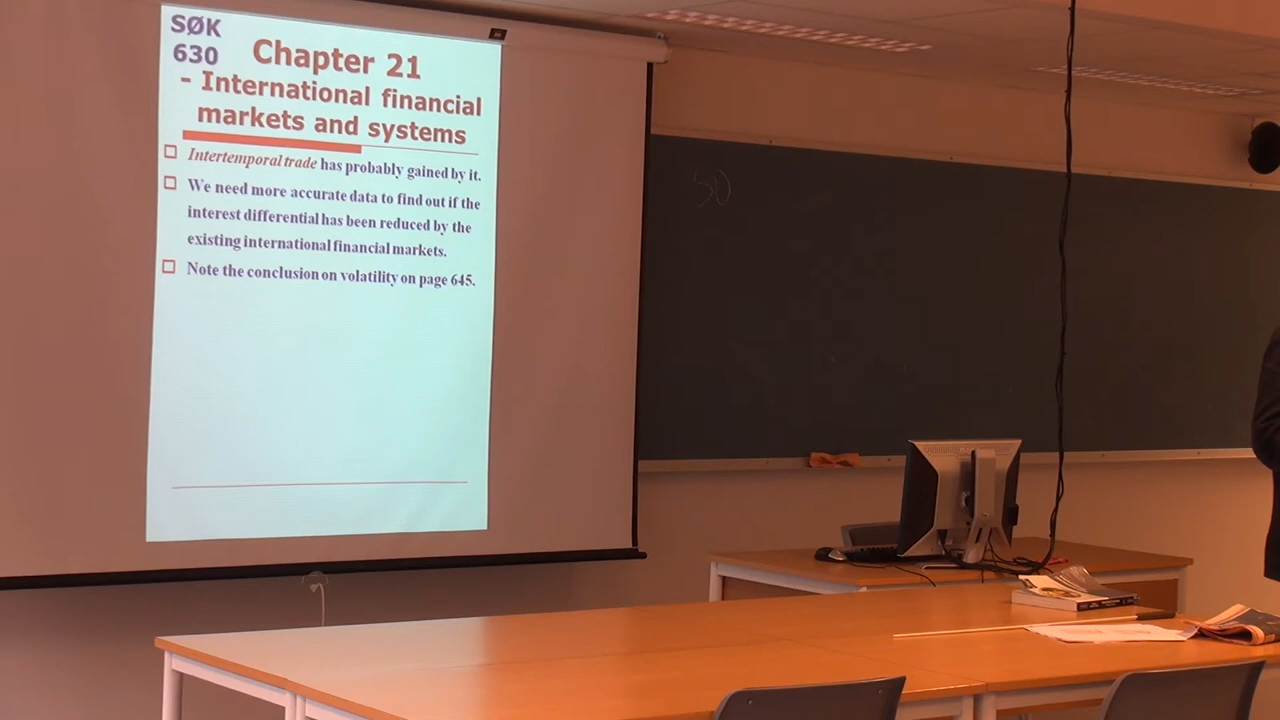 SØK
630
Chapter 21
- International financial
markets and systems
Intertemporal trade has probably gained by it.
We need more accurate data to find out if the
interest differential has been reduced by the
existing international financial markets.
Note the conclusion on volatility on page 645.
50